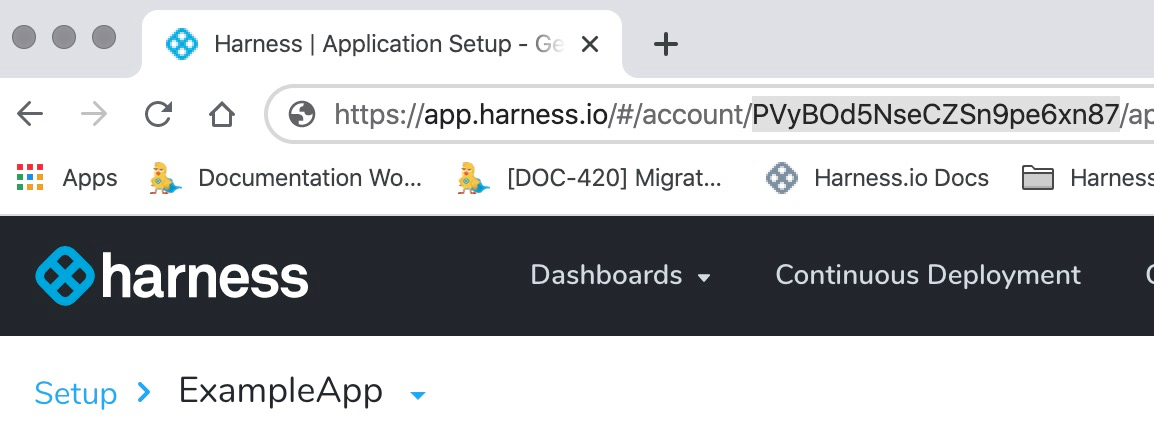 Harness | Application Setup - Ge
https://app.harness.io/#/account/PVyBOd5NseCZSn9pe6xn87/ap
Apps Documentation Wo... [DOC-420] Migrat... Harness.io Docs Harness
harness Dashboards Continuous Deployment
Setup > ExampleApp